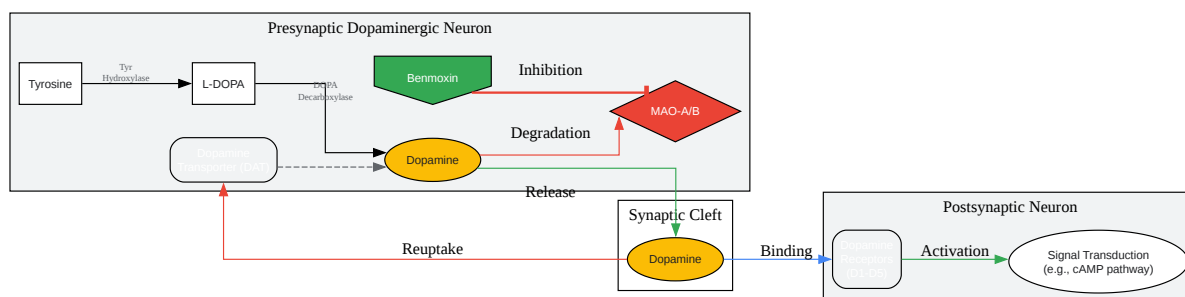 Presynaptic Dopaminergic Neuron
Tyrosine
Tyr
Hydroxylase
L-DOPA
DOPA
Decarboxylase
Benmoxin
Inhibition
MAO-A/B
Degradation
Dopamine
Transporter (DAT)
Dopamine
Release
Synaptic Cleft
Dopamine
Reuptake
Binding
Postsynaptic Neuron
Dopamine
Receptors
(D1-D5)
Activation
Signal Transduction
(e.g., cAMP pathway)